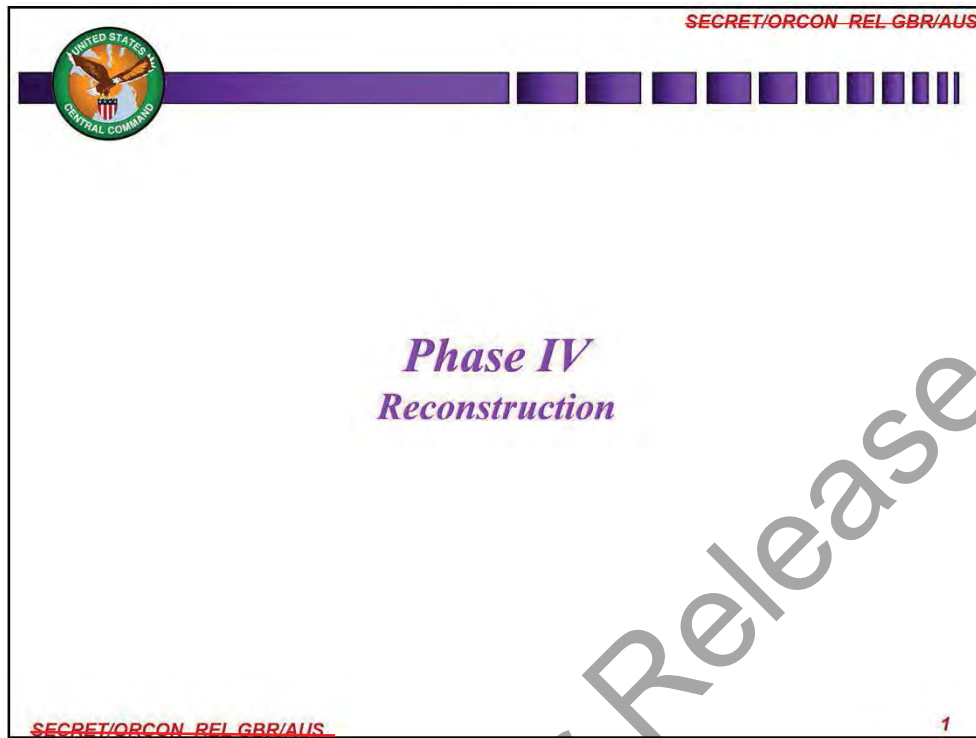 SECRET/ORCON REL GBR/AUS
UNITED STATES
CENTRAL COMMAND
Phase IV
Reconstruction
Release
SECRET/ORCON REL GBR/AUS
1